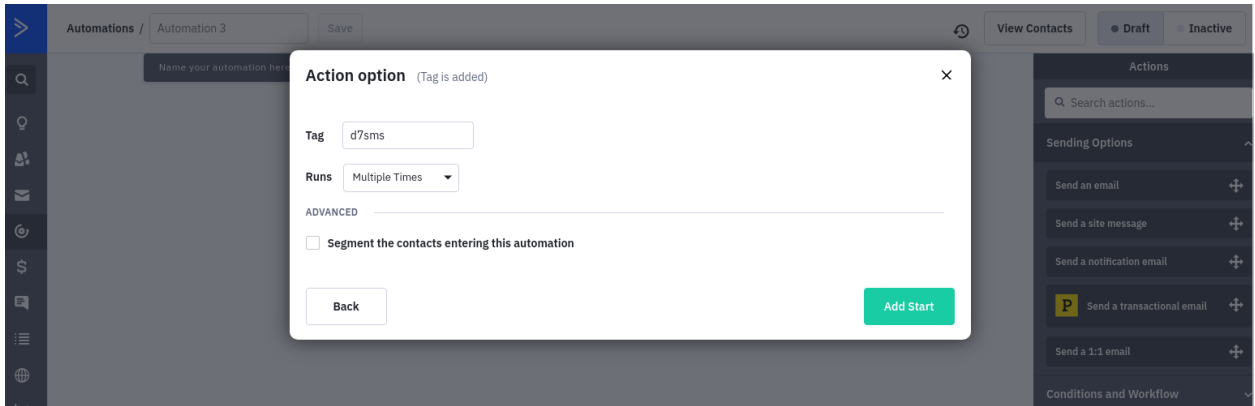 Automations / Automation 3 Save View Contacts Draft Inactive
Name your automation here
Action option (Tag is added)
Tag d7sms
Runs Multiple Times
ADVANCED
Segment the contacts entering this automation
Back Add Start
Actions
Search actions...
Sending Options
Send an email
Send a site message
Send a notification email
P Send a transactional email
Send a 1:1 email
Conditions and Workflow